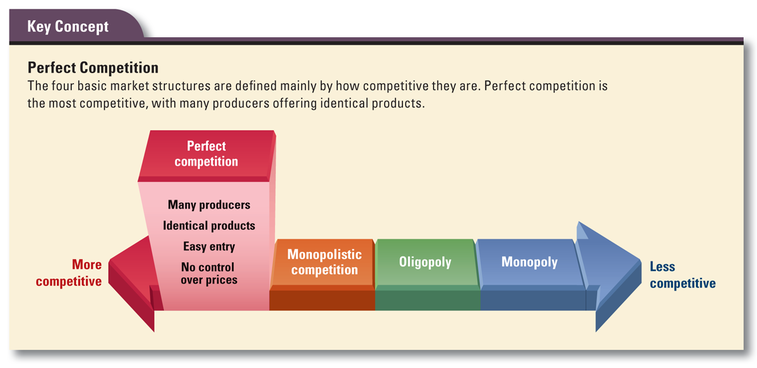 Key Concept
Perfect Competition
The four basic market structures are defined mainly by how competitive they are. Perfect competition is
the most competitive, with many producers offering identical products.
Perfect
competition
Many producers
Identical products
Easy entry
No control
over prices
More
competitive
Monopolistic
competition
Oligopoly
Monopoly
Less
competitive